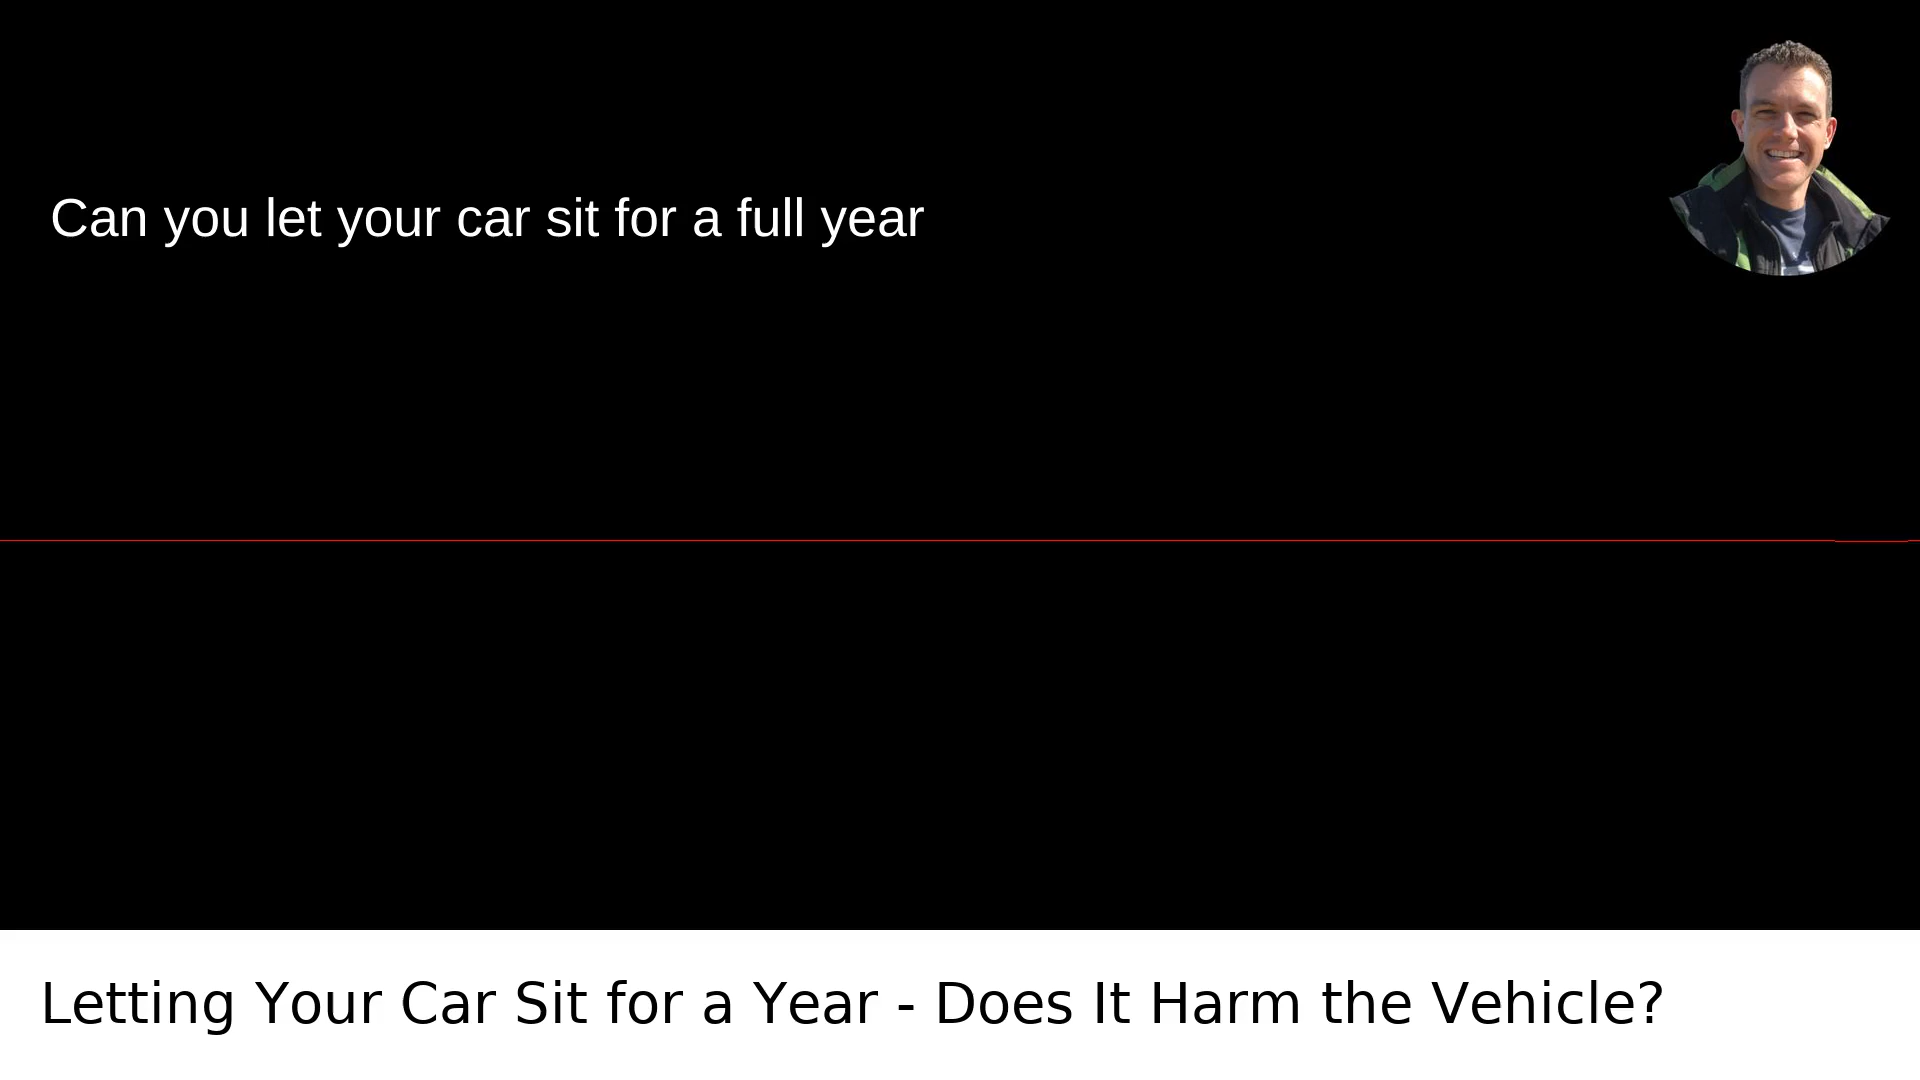 Can you let your car sit for a full year
Letting Your Car Sit for a Year - Does It Harm the Vehicle?